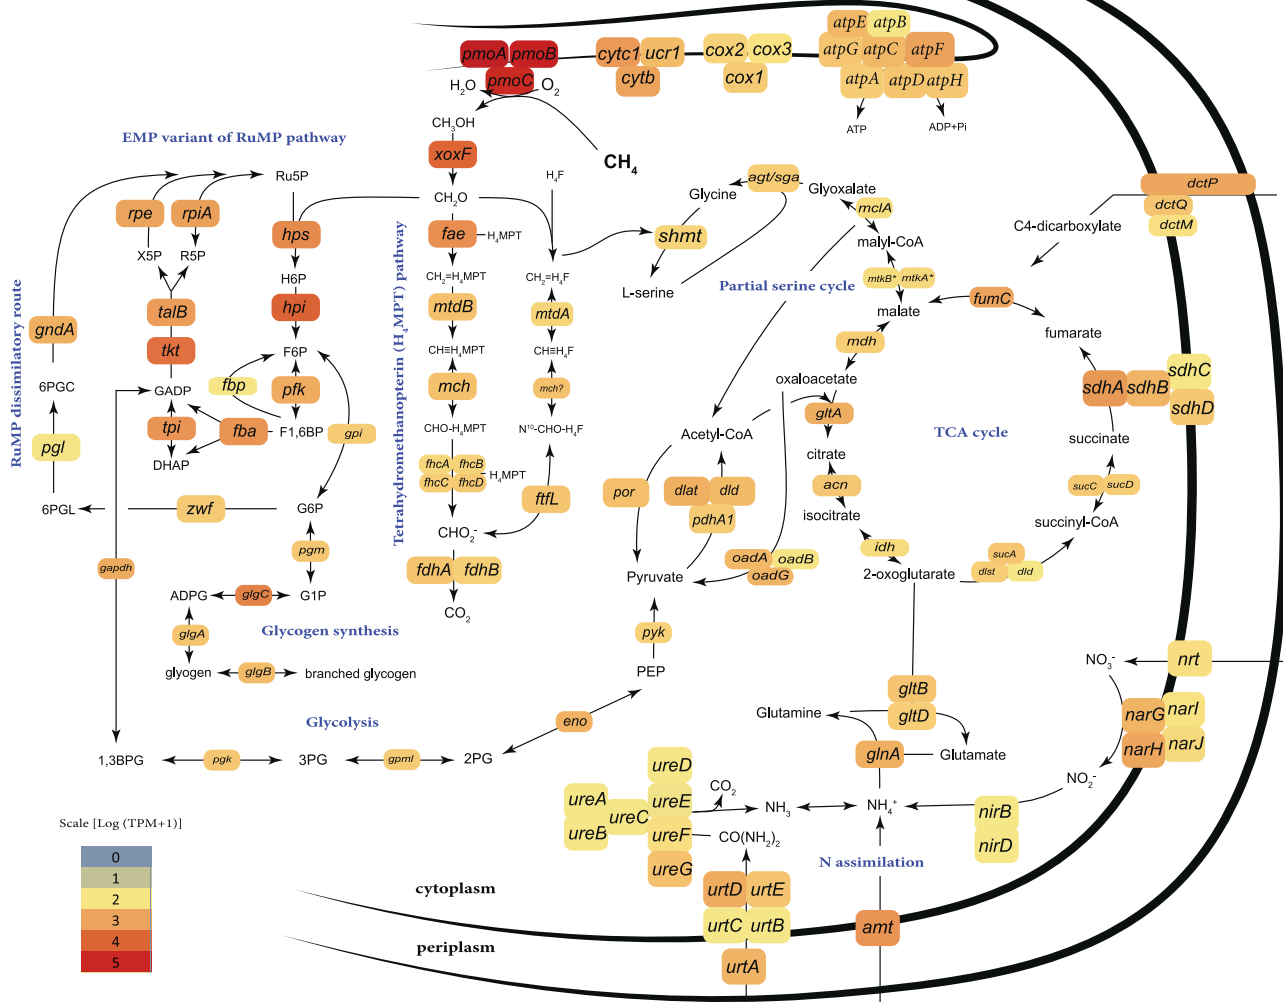 atpE atpB
pmoA pmoB cytc1 ucr1 cox2 cox3 atpG atpC atpF
pmoC cytb cox1 atpA atpD atpH
H2O O2
CH3OH ATP ADP+Pi
EMP variant of RuMP pathway
xoxF CH4
Ru5P H4F Glycine agt/sga Glyoxalate dctP
CH2O mclA dctQ
rpe rpiA hps fae H4MPT shmt malyl-CoA C4-dicarboxylate dctM
X5P R5P
H6P CH2=H4MPT CH2=H4F L-serine Partial serine cycle mtkB* mtkA*
talB hpi mtdB mtdA malate fumC
gndA tkt F6P CH≡H4MPT CH≡H4F mdh fumarate
RuMP dissimilatory route
Tetrahydromethanopterin (H4MPT) pathway
6PGC GADP fbp pfk mch mch? oxaloacetate sdhA sdhB sdhC
gltA sdhD
pgl tpi fba F1,6BP gpi CHO-H4MPT N10-CHO-H4F Acetyl-CoA TCA cycle
DHAP citrate succinate
fhcA fhcB H4MPT
fhcC fhcD por dlat dld acn sucC sucD
6PGL zwf G6P ftfL pdhA1 isocitrate succinyl-CoA
CHO2-
pgm oadA oadB idh sucA
gapdh fdhA fdhB Pyruvate oadG 2-oxoglutarate dlst dld
ADPG glgC G1P CO2
glgA Glycogen synthesis pyk
glyogen glgB branched glycogen PEP NO3- nrt
gltB
Glycolysis eno Glutamine gltD narG narI
1,3BPG pgk 3PG gpmI 2PG glnA Glutamate narH narJ
ureD
ureA ureE CO2 NO2-
ureC NH3 NH4+ nirB
ureB ureF CO(NH2)2 nirD
ureG N assimilation
Scale [Log (TPM+1)]
0
1
2
3
4
5
cytoplasm urtD urtE
urtC urtB amt
periplasm
urtA